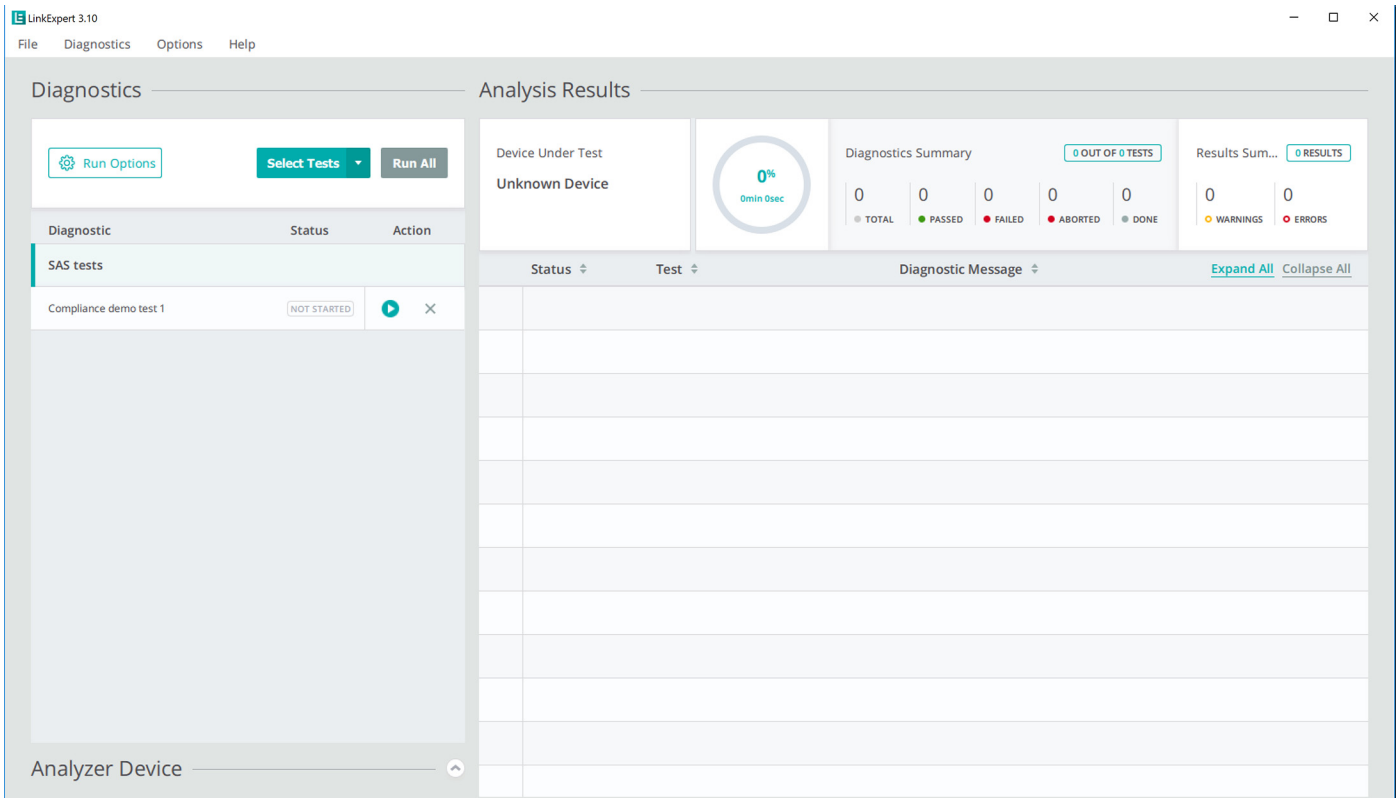 LinkExpert 3.10
File Diagnostics Options Help
Diagnostics
Run Options Select Tests Run All
Diagnostic Status Action
SAS tests
Compliance demo test 1 NOT STARTED
Analyzer Device
Analysis Results
Device Under Test
Unknown Device
0%
0min 0sec
Diagnostics Summary 0 OUT OF 0 TESTS
0 0 0 0 0
TOTAL PASSED FAILED ABORTED DONE
Results Sum... 0 RESULTS
0 0
WARNINGS ERRORS
Status Test Diagnostic Message Expand All Collapse All